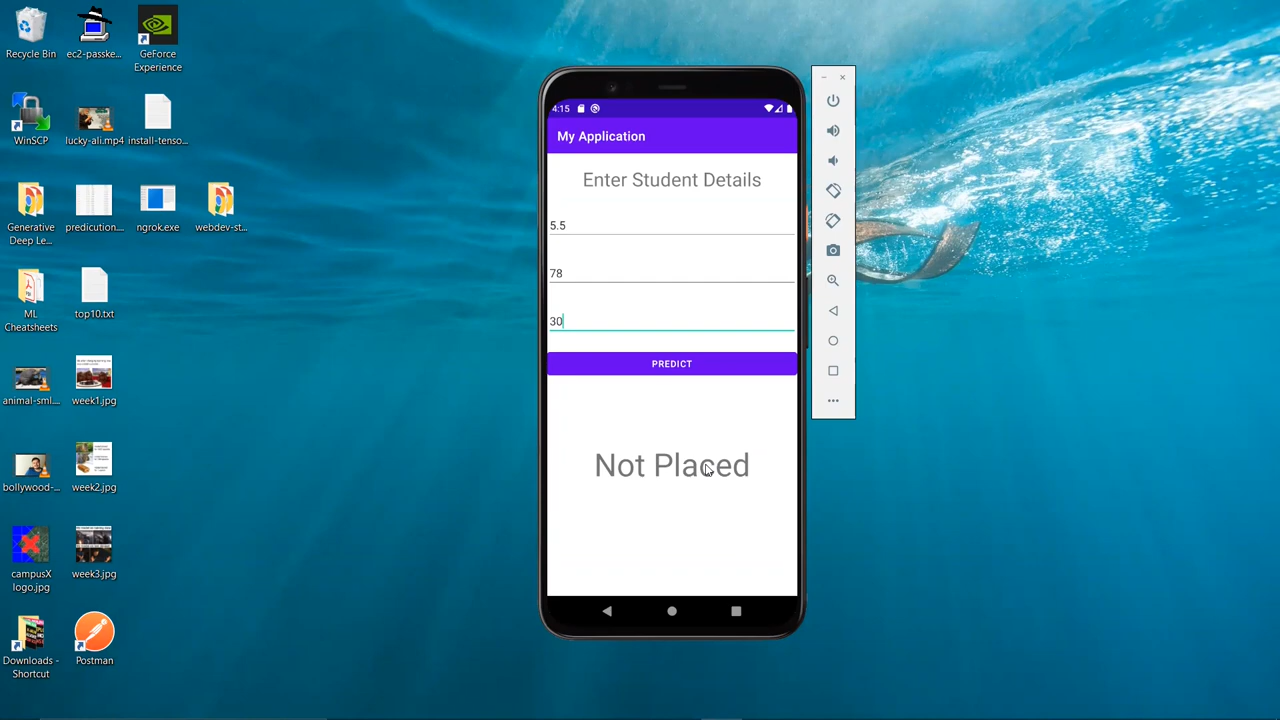 Recycle Bin
ec2-passke...
GeForce
Experience
WinSCP
lucky-ali.mp4
install-tenso...
Generative
Deep Le...
predicution....
ngrok.exe
webdev-st...
ML
Cheatsheets
top10.txt
animal-sml....
week1.jpg
bollywood-...
week2.jpg
campusX
logo.jpg
week3.jpg
Downloads -
Shortcut
Postman
4:15
My Application
Enter Student Details
5.5
78
30
PREDICT
Not Placed